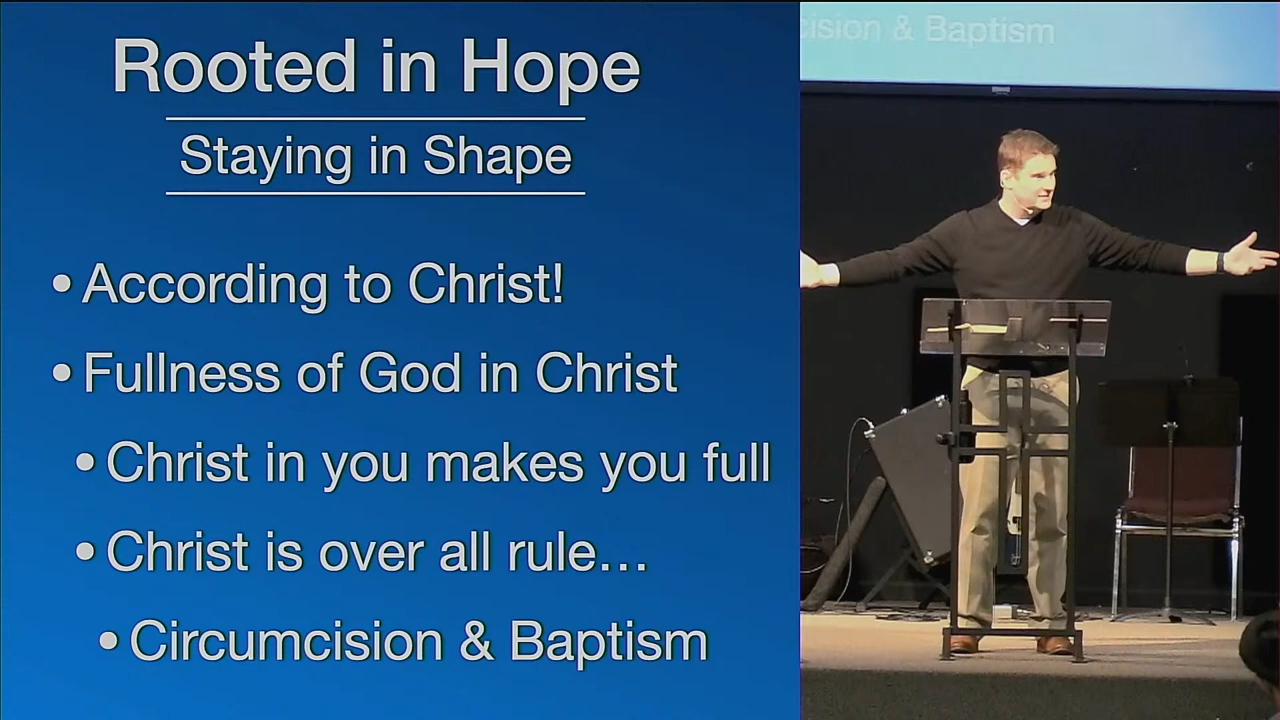 Rooted in Hope
Staying in Shape
• According to Christ!
• Fullness of God in Christ
• Christ in you makes you full
• Christ is over all rule…
• Circumcision & Baptism
cision & Baptism